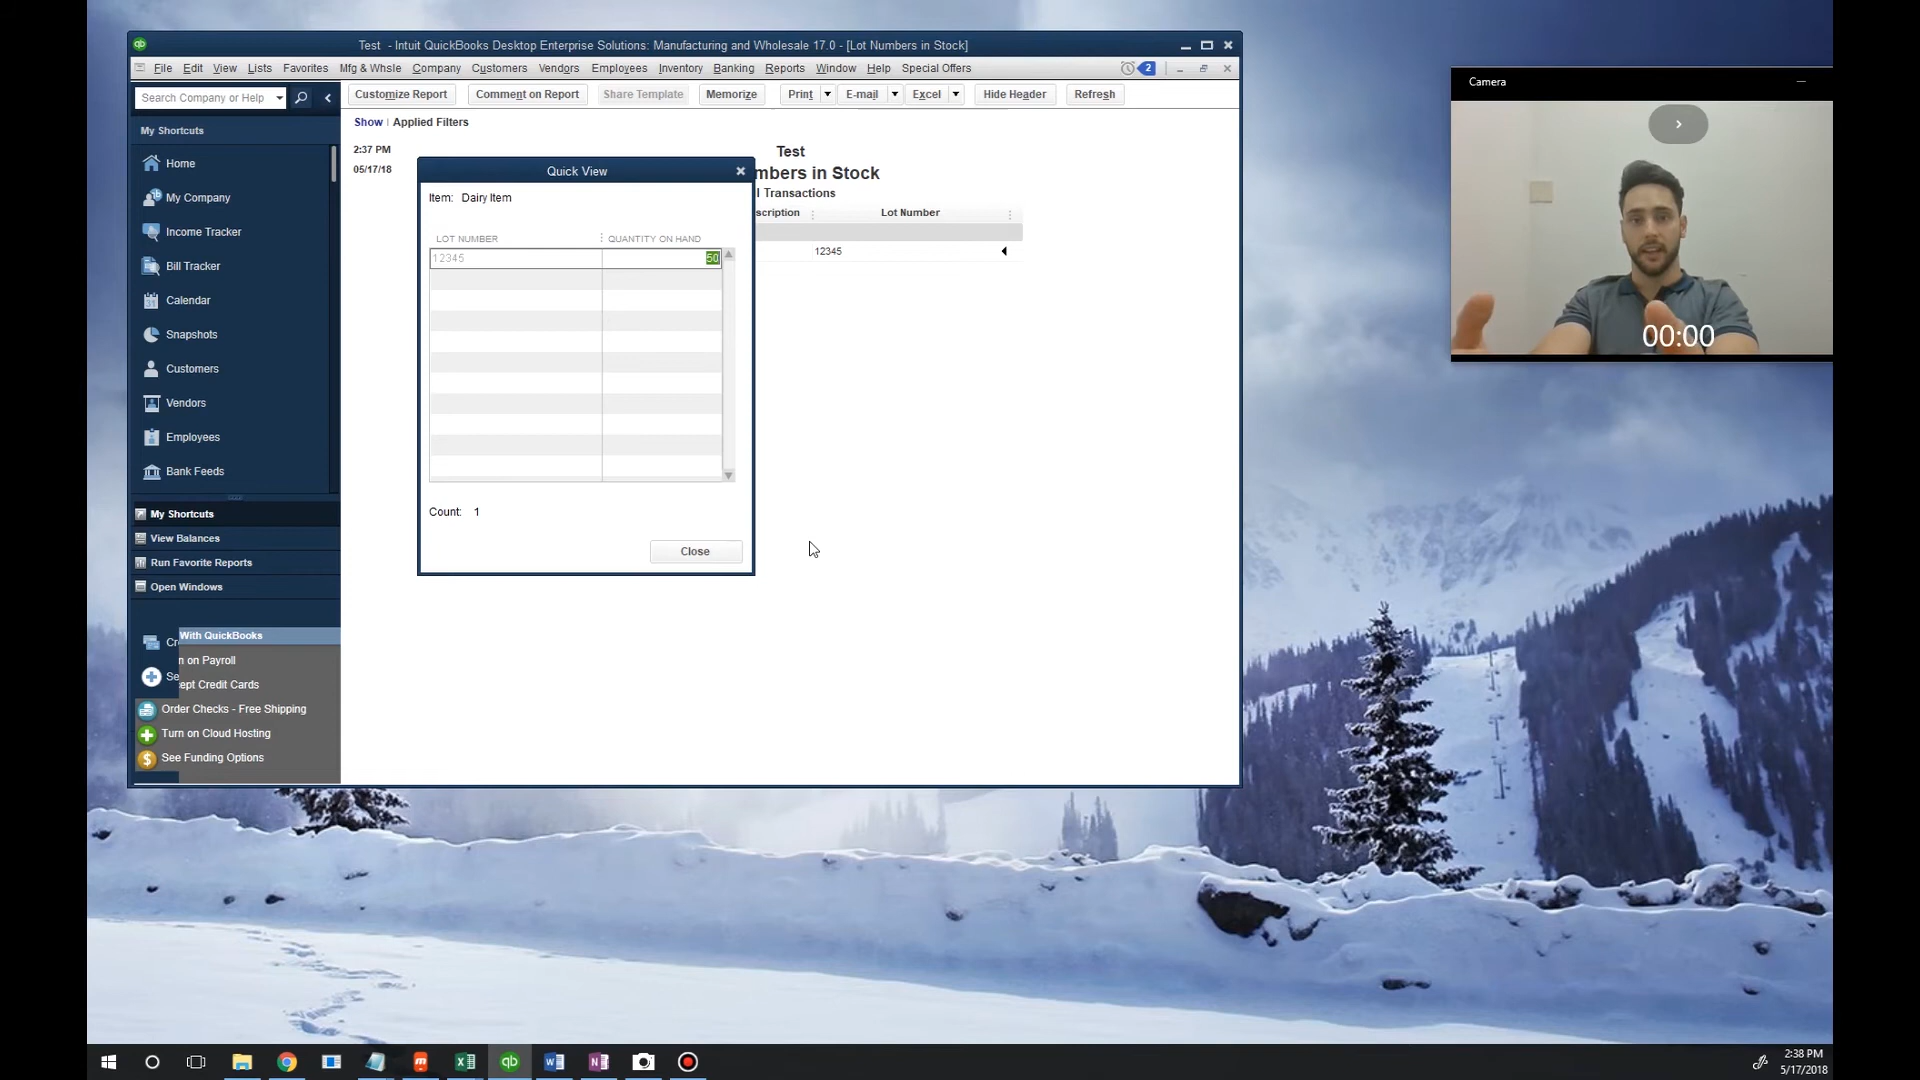 Test - Intuit QuickBooks Desktop Enterprise Solutions: Manufacturing and Wholesale 17.0 - [Lot Numbers in Stock]
File Edit View Lists Favorites Mfg & Whsle Company Customers Vendors Employees Inventory Banking Reports Window Help Special Offers 2
Search Company or Help
Customize Report Comment on Report Share Template Memorize Print E-mail Excel Hide Header Refresh
My Shortcuts
Home
My Company
Income Tracker
Bill Tracker
Calendar
Snapshots
Customers
Vendors
Employees
Bank Feeds
My Shortcuts
View Balances
Run Favorite Reports
Open Windows
With QuickBooks
Cr
n on Payroll
Se
ept Credit Cards
Order Checks - Free Shipping
Turn on Cloud Hosting
See Funding Options
Show | Applied Filters
2:37 PM
05/17/18
Test
mbers in Stock
l Transactions
scription Lot Number
12345
Quick View
Item: Dairy Item
LOT NUMBER QUANTITY ON HAND
12345 50
Count: 1
Close
Camera
00:00
2:38 PM
5/17/2018